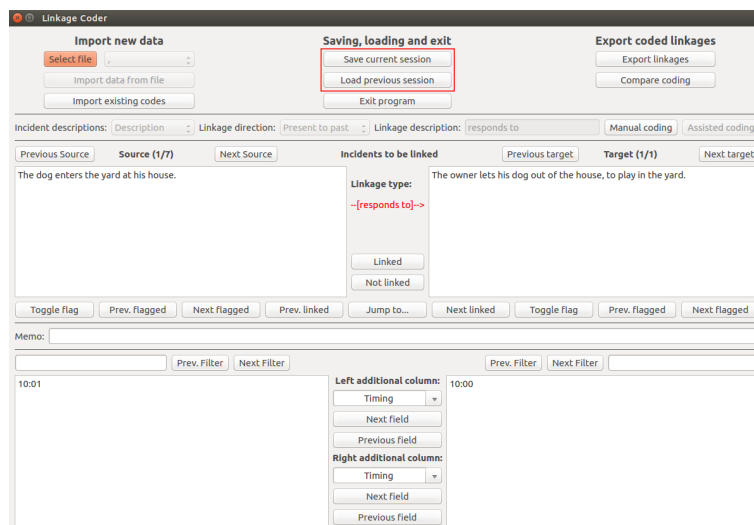 Linkage Coder
Import new data Saving, loading and exit Export coded linkages
Select file , Save current session Export linkages
Import data from file Load previous session Compare coding
Import existing codes Exit program
Incident descriptions: Description Linkage direction: Present to past Linkage description: responds to Manual coding Assisted coding
Previous Source Source (1/7) Next Source Incidents to be linked Previous target Target (1/1) Next target
The dog enters the yard at his house. Linkage type: The owner lets his dog out of the house, to play in the yard.
--[responds to]-->
Linked
Not linked
Toggle flag Prev. flagged Next flagged Prev. linked Jump to... Next linked Toggle flag Prev. flagged Next flagged
Memo:
Prev. Filter Next Filter Prev. Filter Next Filter
10:01 Left additional column: 10:00
Timing
Next field
Previous field
Right additional column:
Timing
Next field
Previous field